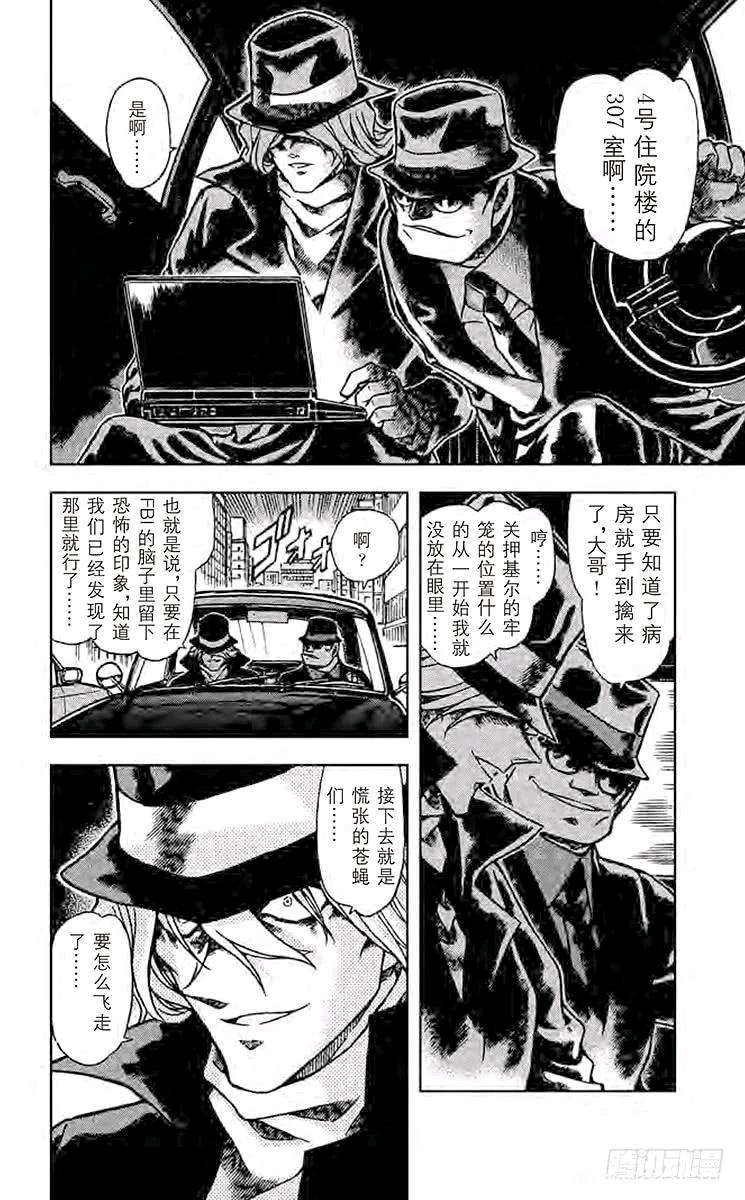 4号住院楼的
307 室啊……
是啊……
只要知道了病
房就手到擒来
了，大哥！
哼……
关押基尔的牢
笼的位置什么
的从一开始我就
没放在眼里……
啊？
ゴオォ
也就是说，只要在
FBI的脑子里留下
恐怖的印象，知道
我们已经发现了
那里就行了……
接下去就是
慌张的苍蝇
们……
要怎么飞走
了……
腾讯动漫